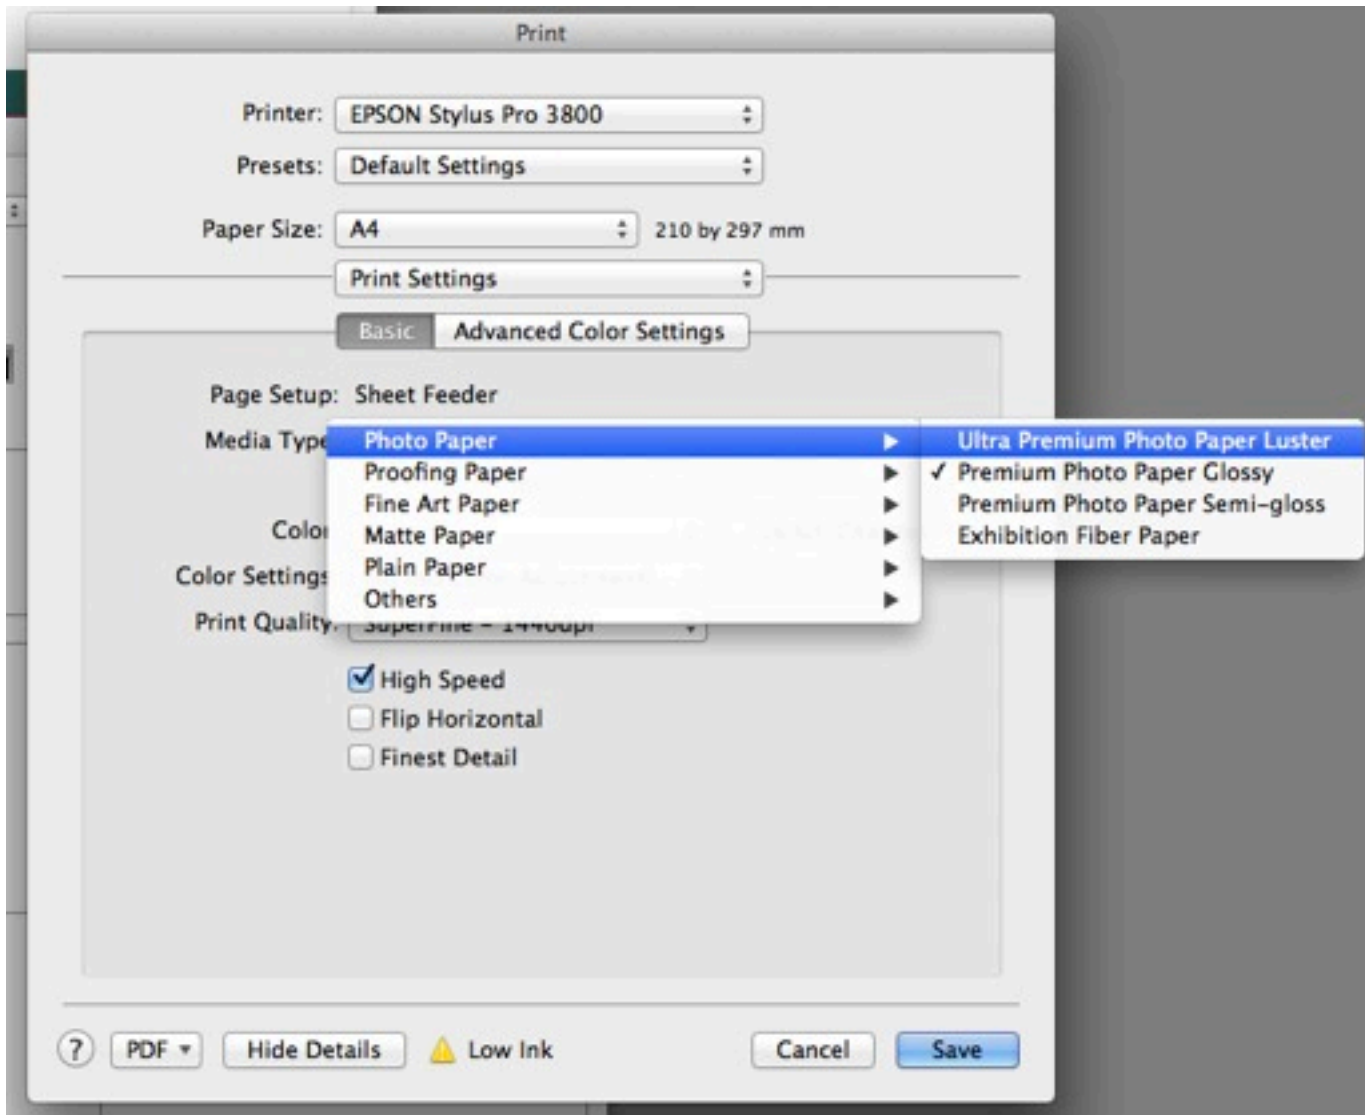 Print
Printer: EPSON Stylus Pro 3800
Presets: Default Settings
Paper Size: A4 210 by 297 mm
Print Settings
Basic Advanced Color Settings
Page Setup: Sheet Feeder
Media Type Photo Paper
Proofing Paper
Fine Art Paper
Matte Paper
Plain Paper
Others
Ultra Premium Photo Paper Luster
✓ Premium Photo Paper Glossy
Premium Photo Paper Semi-gloss
Exhibition Fiber Paper
Color
Color Settings
Print Quality: SuperFine - 1440dpi
High Speed
Flip Horizontal
Finest Detail
? PDF Hide Details Low Ink Cancel Save